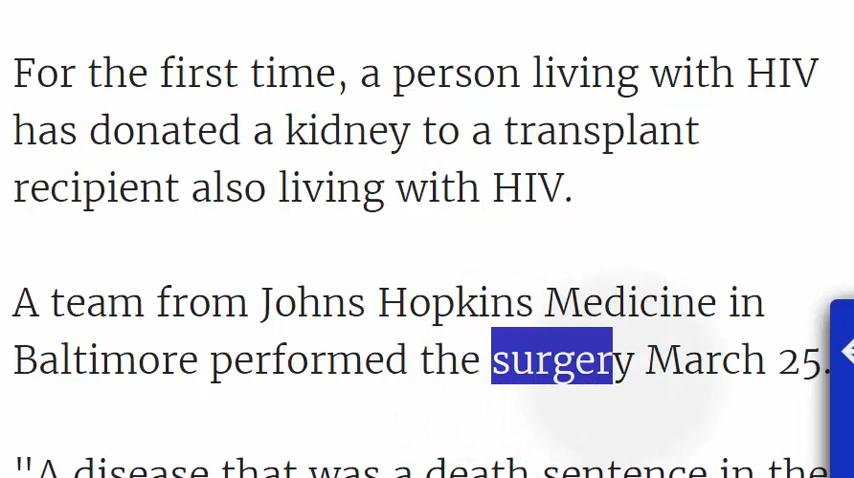 For the first time, a person living with HIV
has donated a kidney to a transplant
recipient also living with HIV.
A team from Johns Hopkins Medicine in
Baltimore performed the surgery March 25.
"A disease that was a death sentence in the